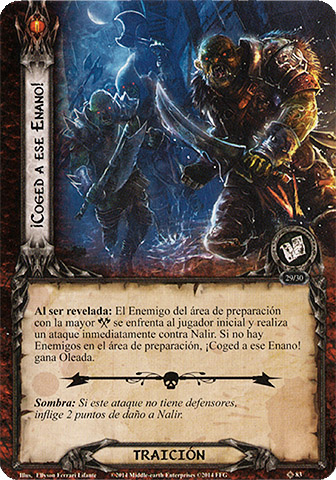 ¡Coged a ese Enano!
29/30
Al ser revelada: El Enemigo del área de preparación
con la mayor se enfrenta al jugador inicial y realiza
un ataque inmediatamente contra Nalir. Si no hay
Enemigos en el área de preparación, ¡Coged a ese Enano!
gana Oleada.
Sombra: Si este ataque no tiene defensores,
inflige 2 puntos de daño a Nalir.
TRAICIÓN
Illus. Ellyson Ferrari Lifante
©2014 Middle-earth Enterprises ©2014 FFG
83